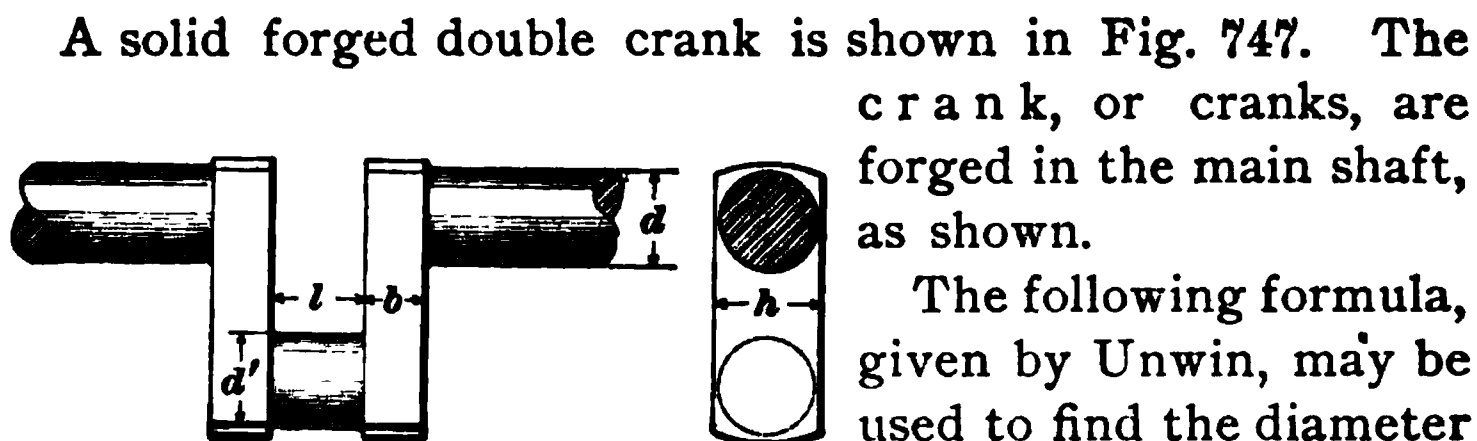 A solid forged double crank is shown in Fig. 747. The
crank, or cranks, are
forged in the main shaft,
as shown.
The following formula,
given by Unwin, may be
used to find the diameter
d
l
b
h
d'